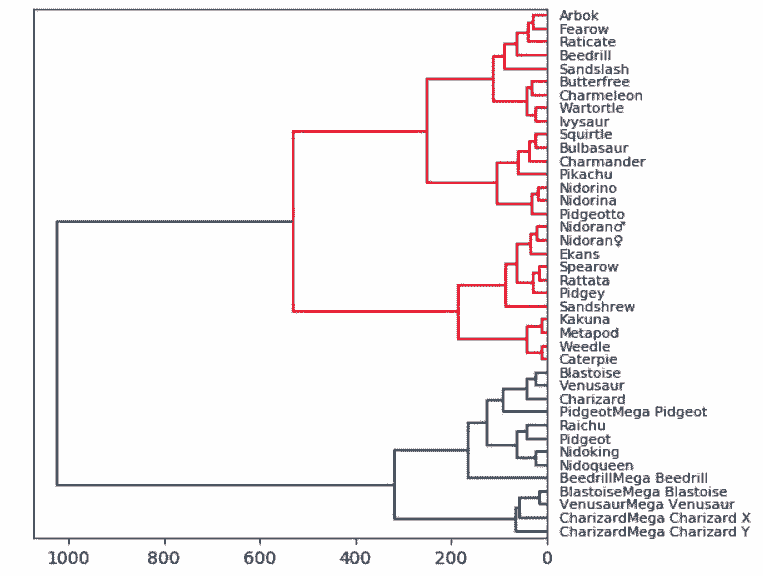 Arbok
Fearow
Raticate
Beedrill
Sandslash
Butterfree
Charmeleon
Wartortle
Ivysaur
Squirtle
Bulbasaur
Charmander
Pikachu
Nidorino
Nidorina
Pidgeotto
Nidoran♂
Nidoran♀
Ekans
Spearow
Rattata
Pidgey
Sandshrew
Kakuna
Metapod
Weedle
Caterpie
Blastoise
Venusaur
Charizard
PidgeotMega Pidgeot
Raichu
Pidgeot
Nidoking
Nidoqueen
BeedrillMega Beedrill
BlastoiseMega Blastoise
VenusaurMega Venusaur
CharizardMega Charizard X
CharizardMega Charizard Y
1000 800 600 400 200 0